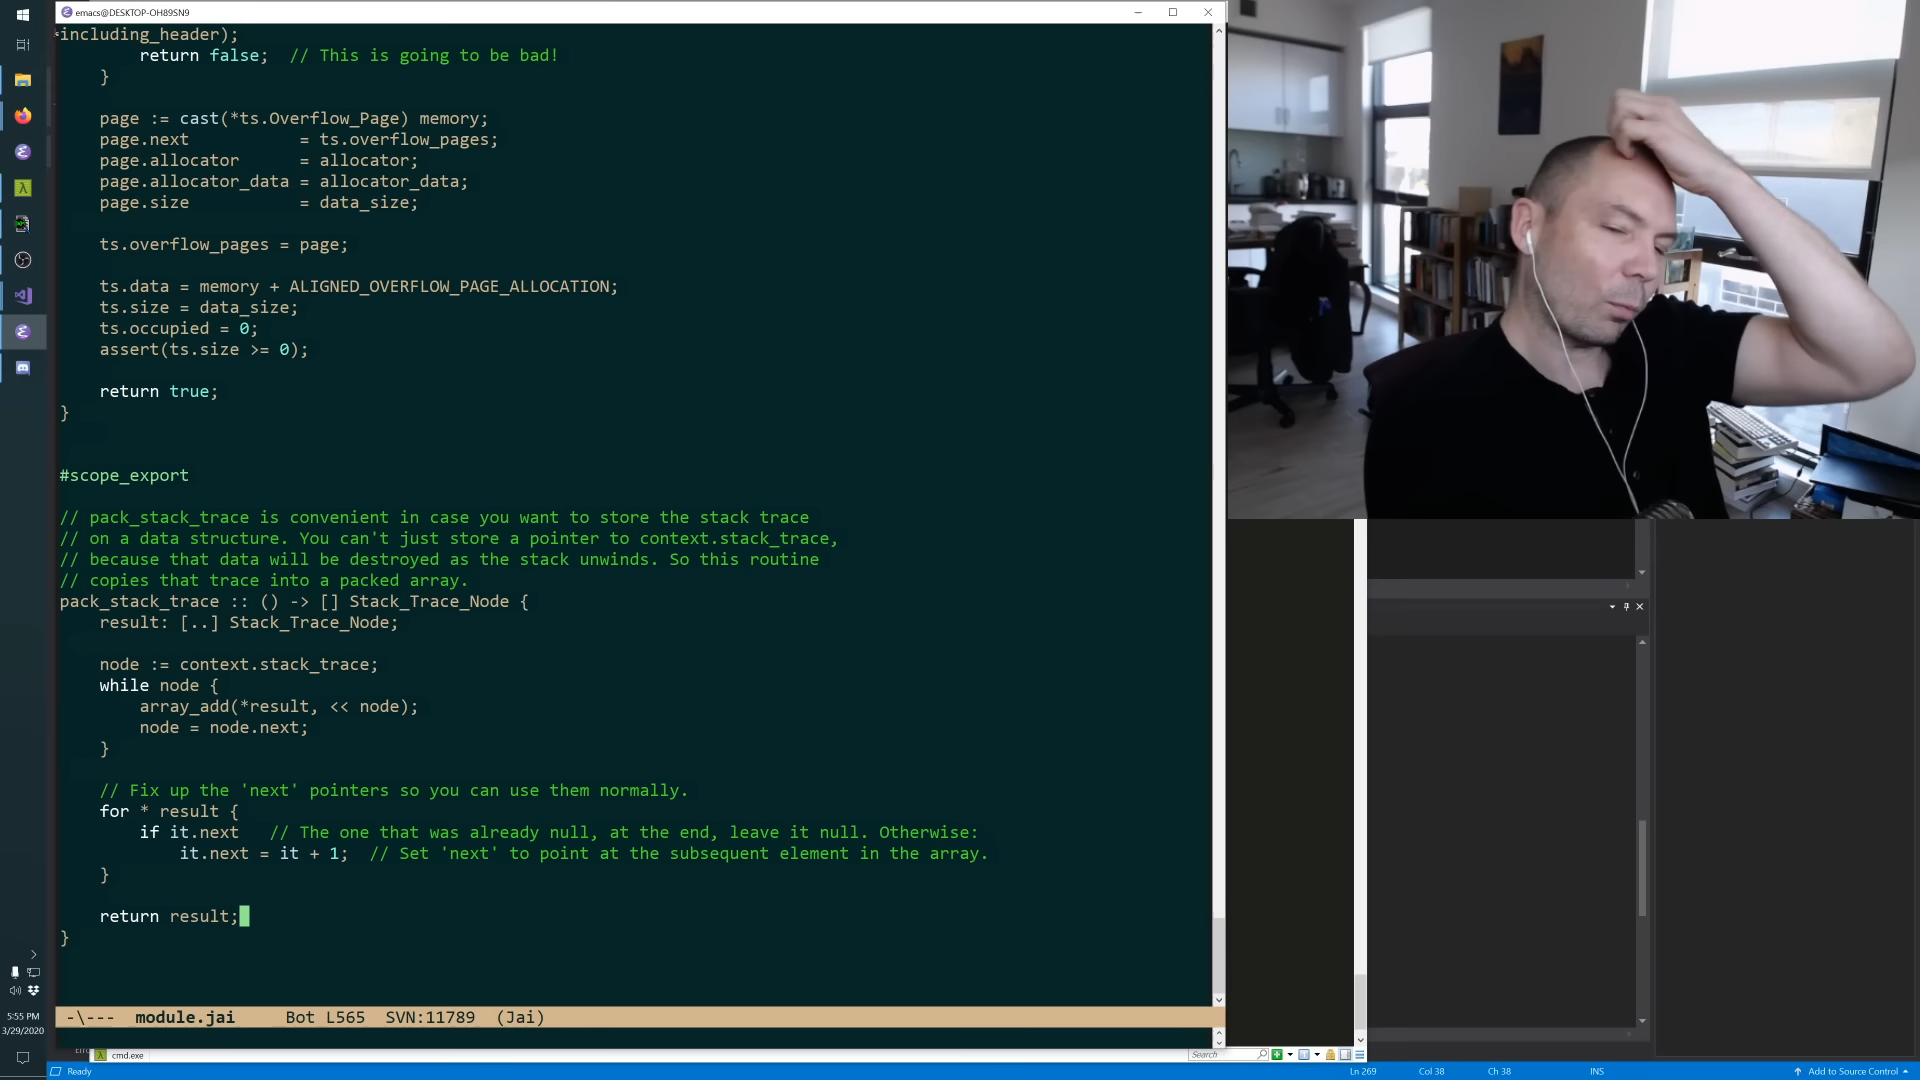 emacs@DESKTOP-OH89SN9
including_header);
return false;  // This is going to be bad!
}
page := cast(*ts.Overflow_Page) memory;
page.next           = ts.overflow_pages;
page.allocator      = allocator;
page.allocator_data = allocator_data;
page.size           = data_size;
ts.overflow_pages = page;
ts.data = memory + ALIGNED_OVERFLOW_PAGE_ALLOCATION;
ts.size = data_size;
ts.occupied = 0;
assert(ts.size >= 0);
return true;
}
#scope_export
// pack_stack_trace is convenient in case you want to store the stack trace
// on a data structure. You can't just store a pointer to context.stack_trace,
// because that data will be destroyed as the stack unwinds. So this routine
// copies that trace into a packed array.
pack_stack_trace :: () -> [] Stack_Trace_Node {
result: [..] Stack_Trace_Node;
node := context.stack_trace;
while node {
array_add(*result, << node);
node = node.next;
}
// Fix up the 'next' pointers so you can use them normally.
for * result {
if it.next   // The one that was already null, at the end, leave it null. Otherwise:
it.next = it + 1;  // Set 'next' to point at the subsequent element in the array.
}
return result;
}
-\---  module.jai     Bot L565  SVN:11789  (Jai)
5:55 PM
3/29/2020
cmd.exe
Search
Ready
Ln 269
Col 38
Ch 38
INS
Add to Source Control